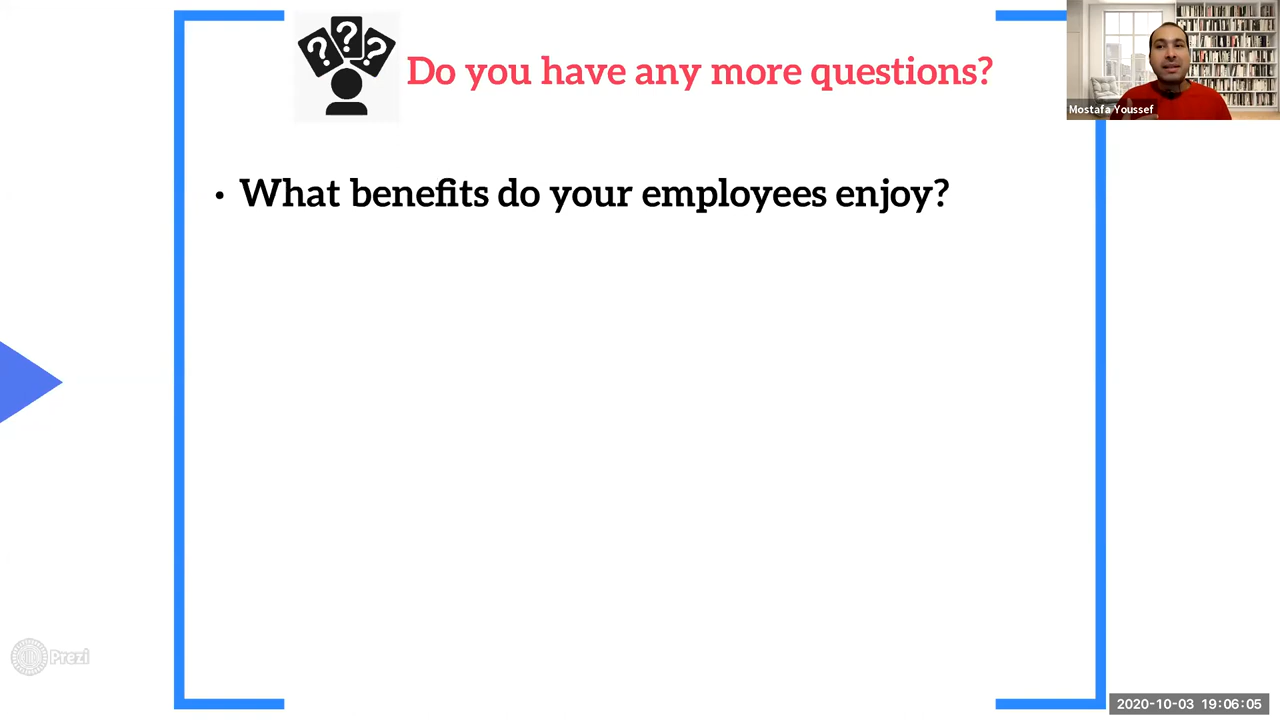 ? ? ?
Do you have any more questions?
Mostafa Youssef
• What benefits do your employees enjoy?
Prezi
2020-10-03 19:06:05